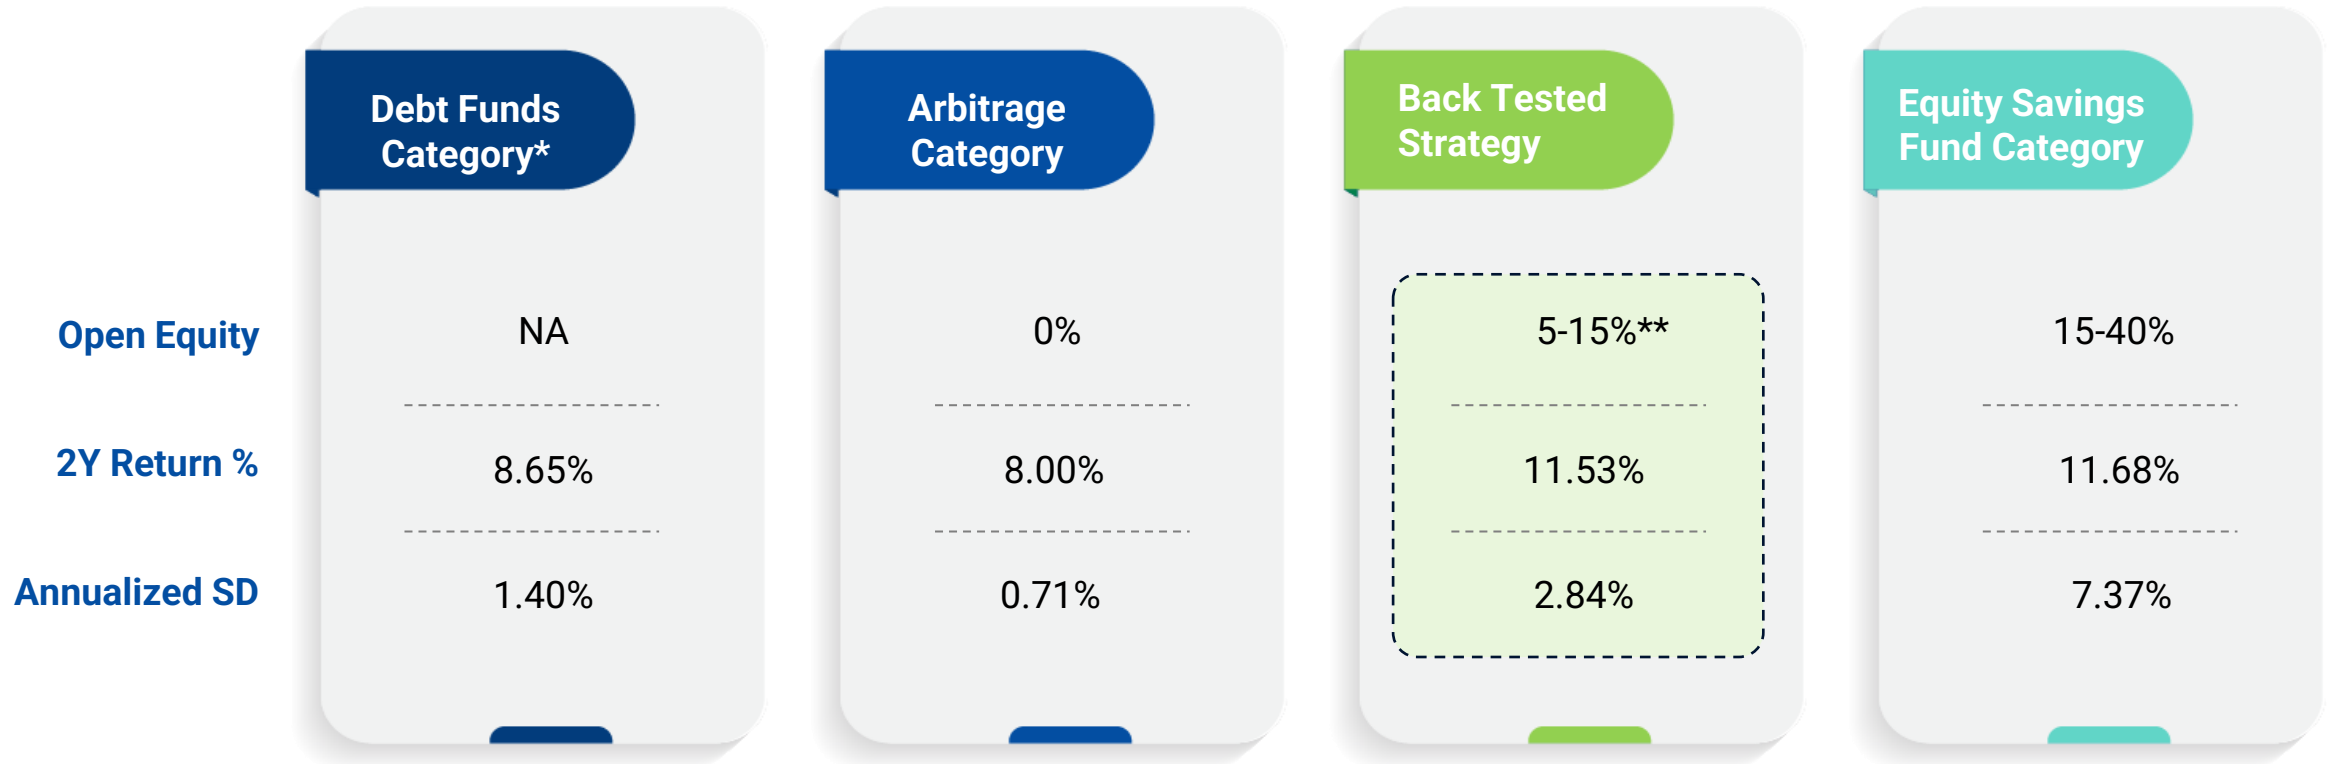 Debt Funds
Category*
Arbitrage
Category
Back Tested
Strategy
Equity Savings
Fund Category
Open Equity NA 0% 5-15%** 15-40%
2Y Return % 8.65% 8.00% 11.53% 11.68%
Annualized SD 1.40% 0.71% 2.84% 7.37%